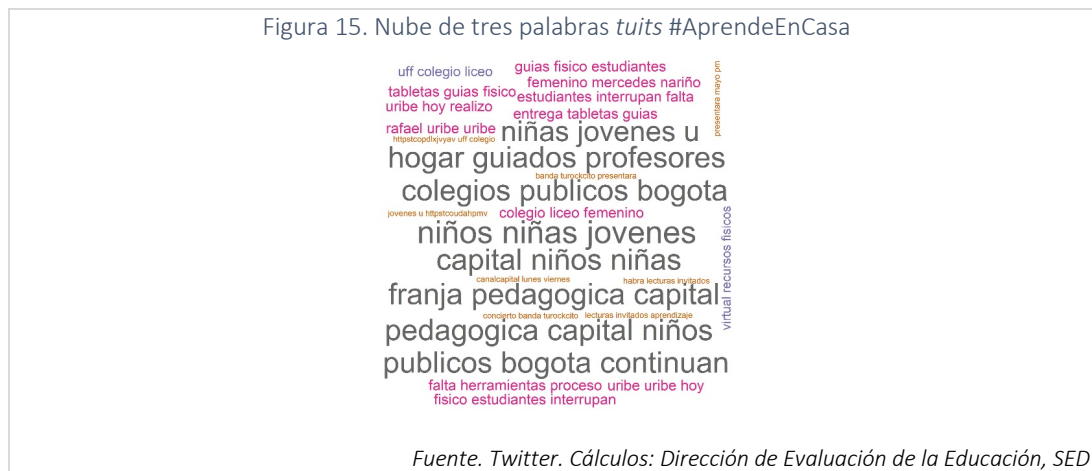 Figura 15. Nube de tres palabras tuits #AprendeEnCasa
uff colegio liceo
guias fisico estudiantes
femenino mercedes nariño
tabletas guias fisico
estudiantes interrupan falta
uribe hoy realizo
entrega tabletas guias
presentara mayo pm
rafael uribe uribe
niñas jovenes u
httpstcopdlxjvyav uff colegio
hogar guiados profesores
banda turockcito presentara
colegios publicos bogota
jovenes u httpstcoudahpmv
colegio liceo femenino
niños niñas jovenes
virtual recursos fisicos
capital niños niñas
canalcapital lunes viernes
habra lecturas invitados
franja pedagogica capital
concierto banda turockcito
lecturas invitados aprendizaje
pedagogica capital niños
publicos bogota continuan
falta herramientas proceso
uribe uribe hoy
fisico estudiantes interrupan
Fuente. Twitter. Cálculos: Dirección de Evaluación de la Educación, SED